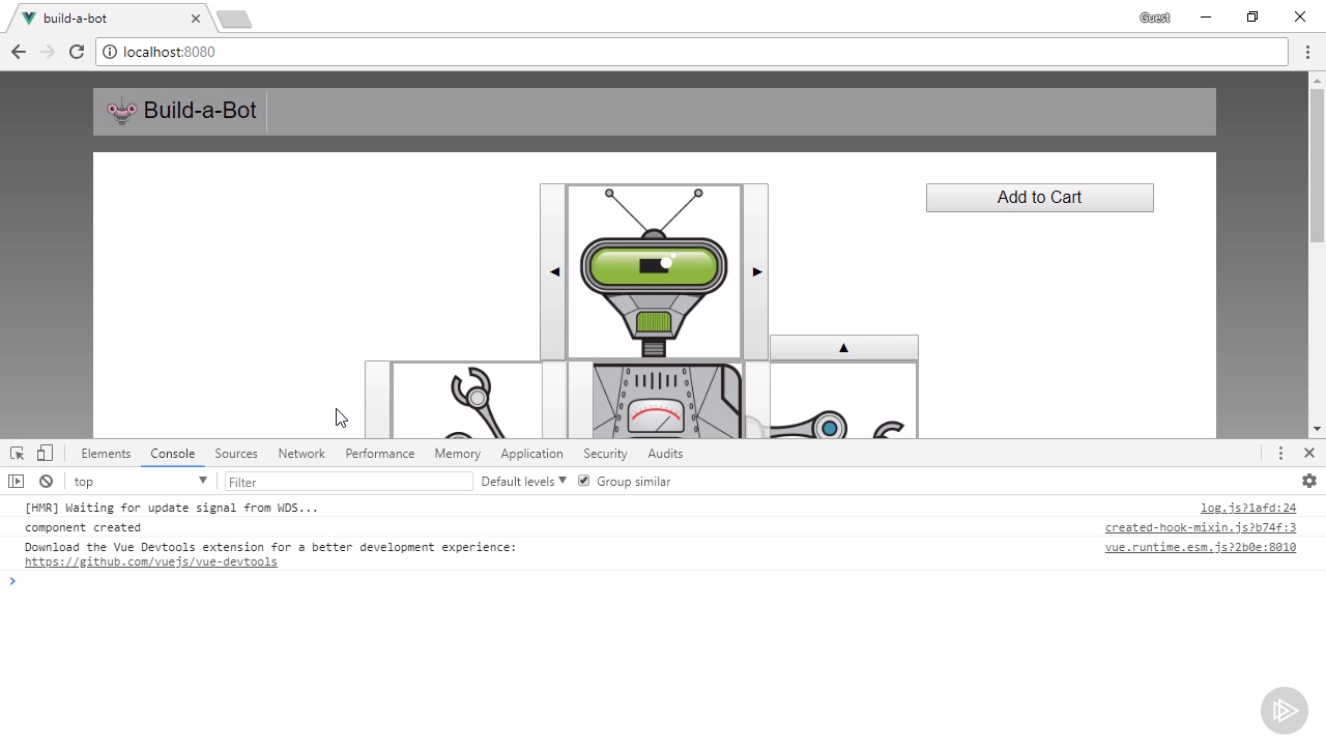 build-a-bot
Guest
localhost:8080
Build-a-Bot
Add to Cart
Elements Console Sources Network Performance Memory Application Security Audits
top Filter Default levels Group similar
[HMR] Waiting for update signal from WDS... log.js?1afd:24
component created created-hook-mixin.js?b74f:3
Download the Vue Devtools extension for a better development experience: vue.runtime.esm.js?2b0e:8010
https://github.com/vuejs/vue-devtools